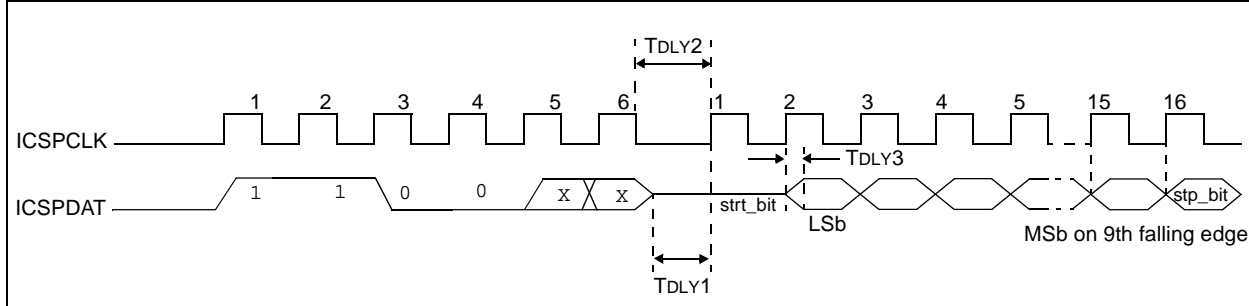 TDLY2
1 2 3 4 5 6 1 2 3 4 5 15 16
ICSPCLK
TDLY3
ICSPDAT
1 1 0 0 x x strt_bit LSb stp_bit
MSb on 9th falling edge
TDLY1